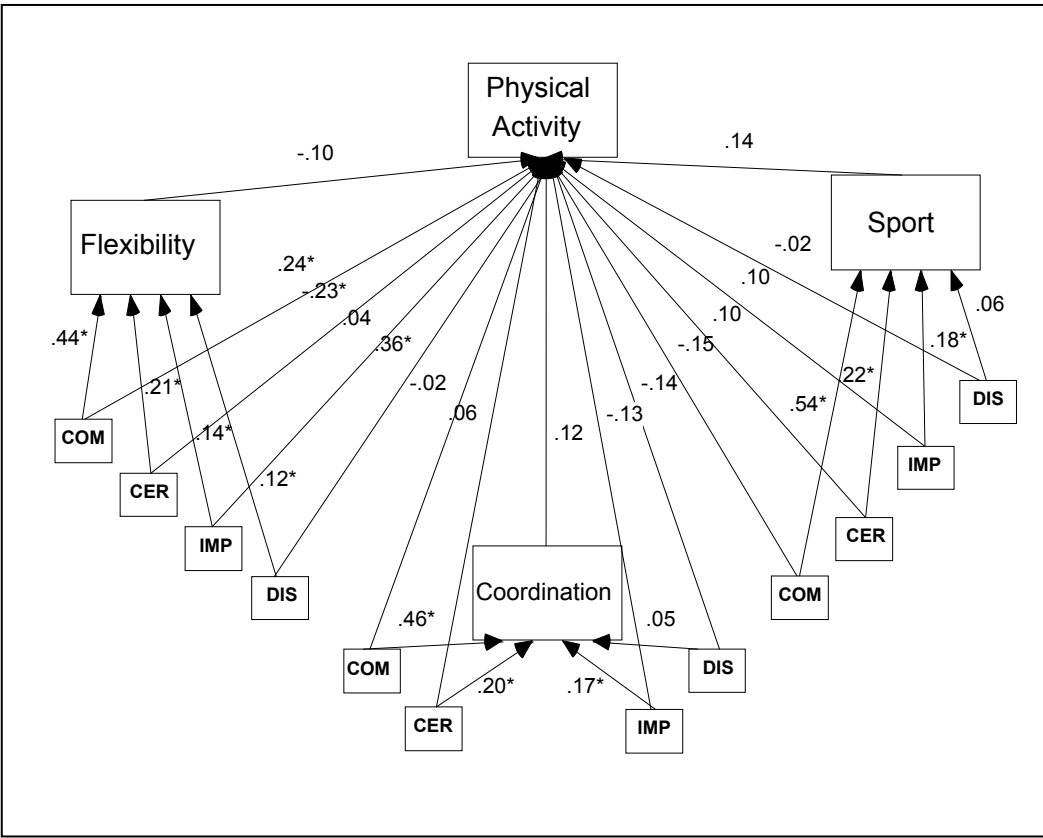 Physical
Activity
-.10
.14
Flexibility
Sport
.24*
-.02
-.23*
.10
.04
.10
.06
.44*
.36*
-.15
.18*
.21*
-.02
-.14
.22*
DIS
.06
-.13
.54*
COM
.14*
.12
IMP
CER
.12*
IMP
CER
DIS
Coordination
COM
.46*
.05
COM
DIS
.20*
.17*
CER
IMP